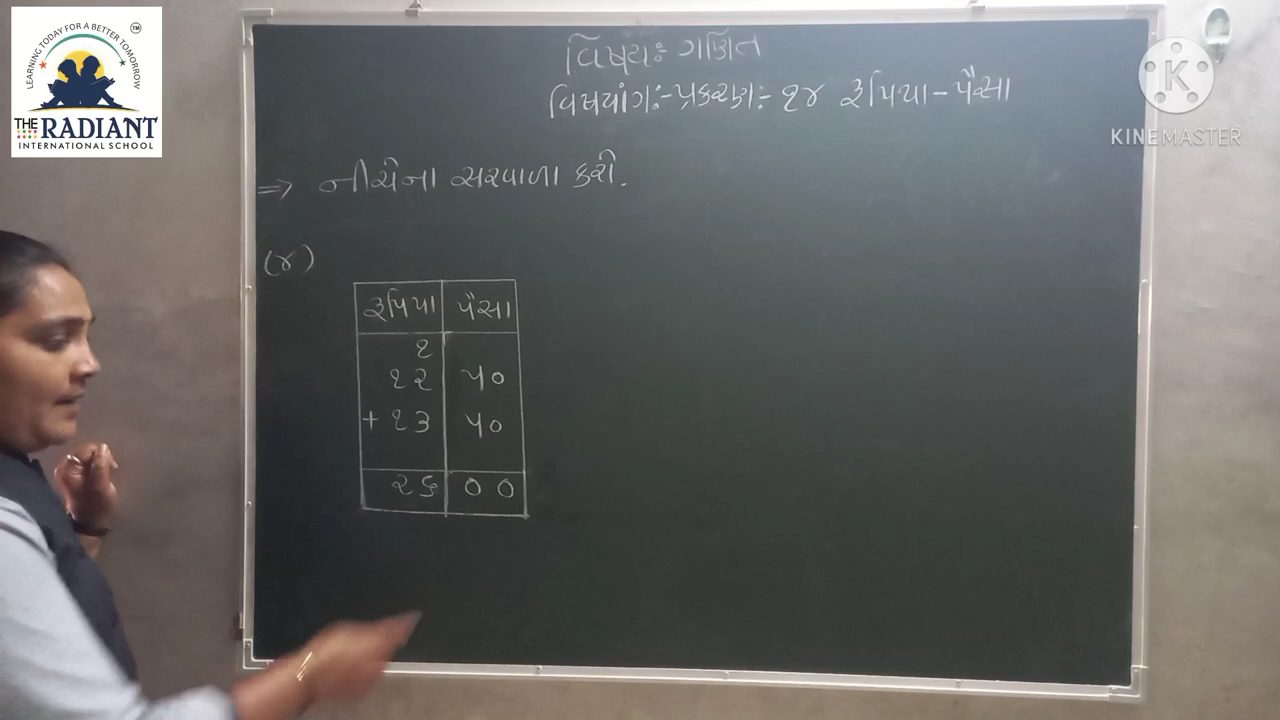 LEARNING TODAY FOR A BETTER TOMORROW
TM
THE RADIANT
INTERNATIONAL SCHOOL
K
KINEMASTER
વિષય:- ગણિત
વિષયાંગ:- પ્રકરણ:- ૧૪ રૂપિયા - પૈસા
⇒ નીચેના સરવાળા કરો.
(૪)
રૂપિયા પૈસા
૧
૧૨ ૫૦
+ ૧૩ ૫૦
૨૬ ૦૦